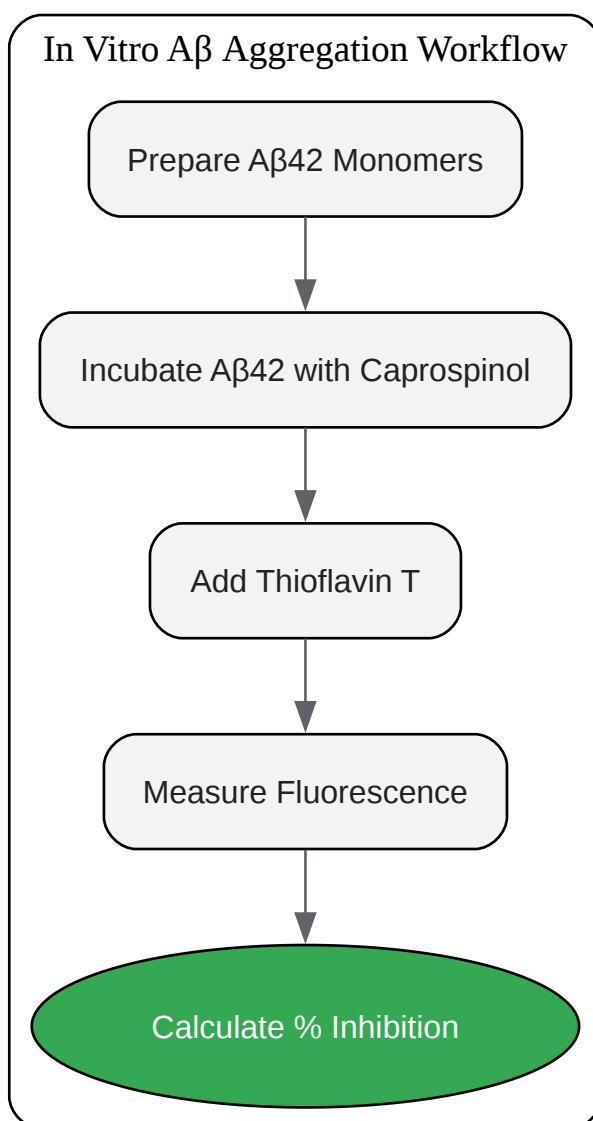 In Vitro Aβ Aggregation Workflow
Prepare Aβ42 Monomers
Incubate Aβ42 with Caprospinol
Add Thioflavin T
Measure Fluorescence
Calculate % Inhibition